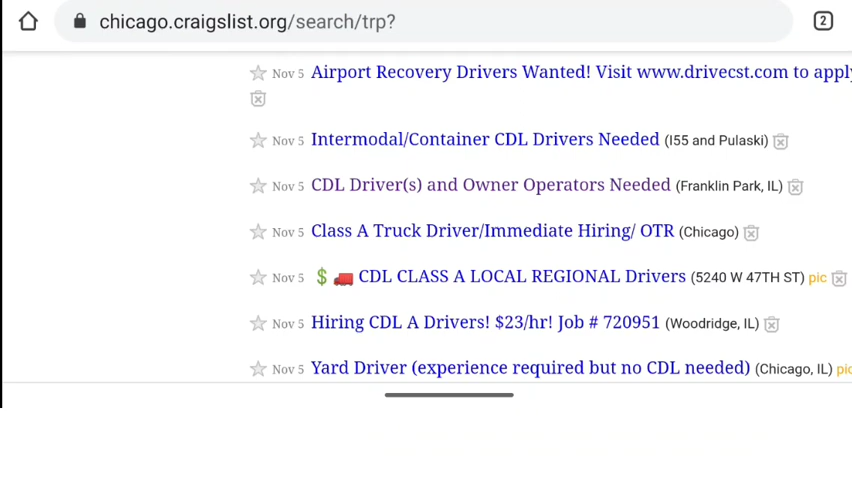 chicago.craigslist.org/search/trp?
2
Nov 5 Airport Recovery Drivers Wanted! Visit www.drivecst.com to apply
Nov 5 Intermodal/Container CDL Drivers Needed (I55 and Pulaski)
Nov 5 CDL Driver(s) and Owner Operators Needed (Franklin Park, IL)
Nov 5 Class A Truck Driver/Immediate Hiring/ OTR (Chicago)
Nov 5 💲🚛 CDL CLASS A LOCAL REGIONAL Drivers (5240 W 47TH ST) pic
Nov 5 Hiring CDL A Drivers! $23/hr! Job # 720951 (Woodridge, IL)
Nov 5 Yard Driver (experience required but no CDL needed) (Chicago, IL) pic